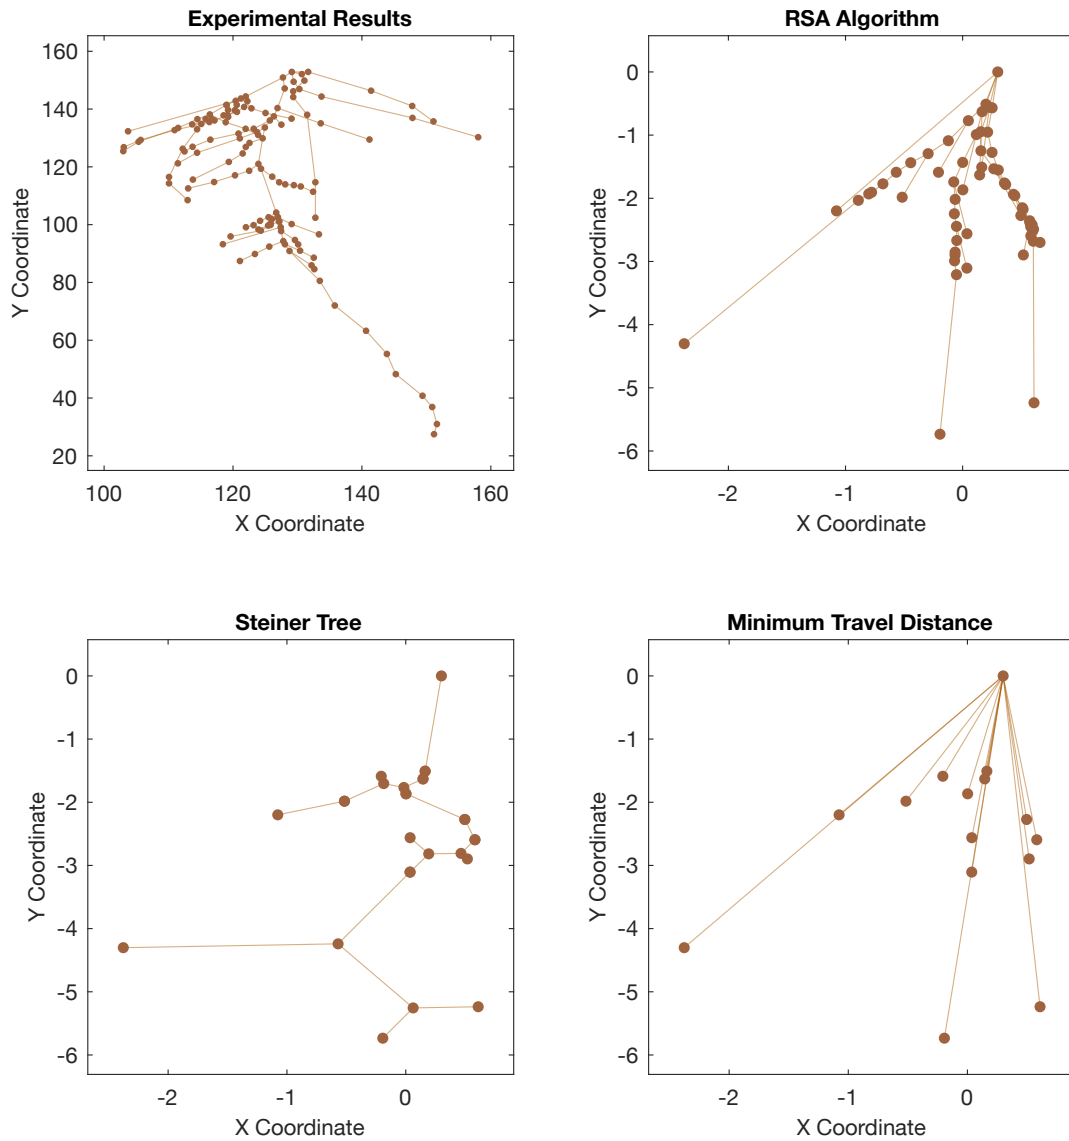 Experimental Results
160
140
120
100
80
60
40
20
Y Coordinate
100 120 140 160
X Coordinate
RSA Algorithm
0
-1
-2
-3
-4
-5
-6
Y Coordinate
-2 -1 0
X Coordinate
Steiner Tree
0
-1
-2
-3
-4
-5
-6
Y Coordinate
-2 -1 0
X Coordinate
Minimum Travel Distance
0
-1
-2
-3
-4
-5
-6
Y Coordinate
-2 -1 0
X Coordinate